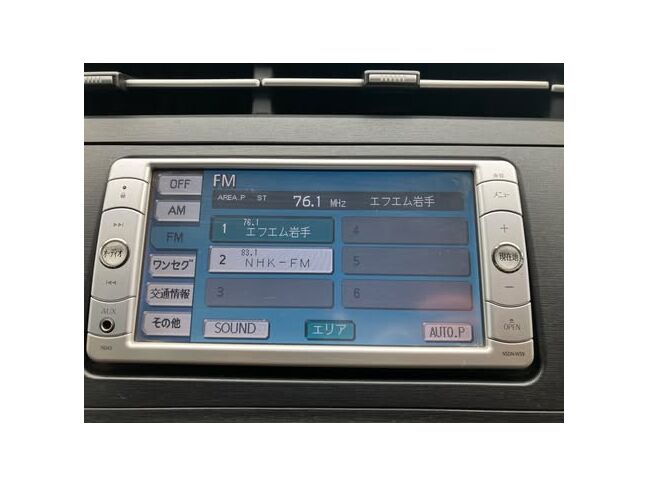 OFF
FM
AREA.P ST 76.1 MHz エフエム岩手
AM
1 76.1 エフエム岩手
4
FM
2 83.1 NHK-FM
5
ワンセグ
3
6
交通情報
その他
SOUND
エリア
AUTO.P
オーディオ
AUX
メニュー
+
現在地
−
OPEN
NSDN-W59